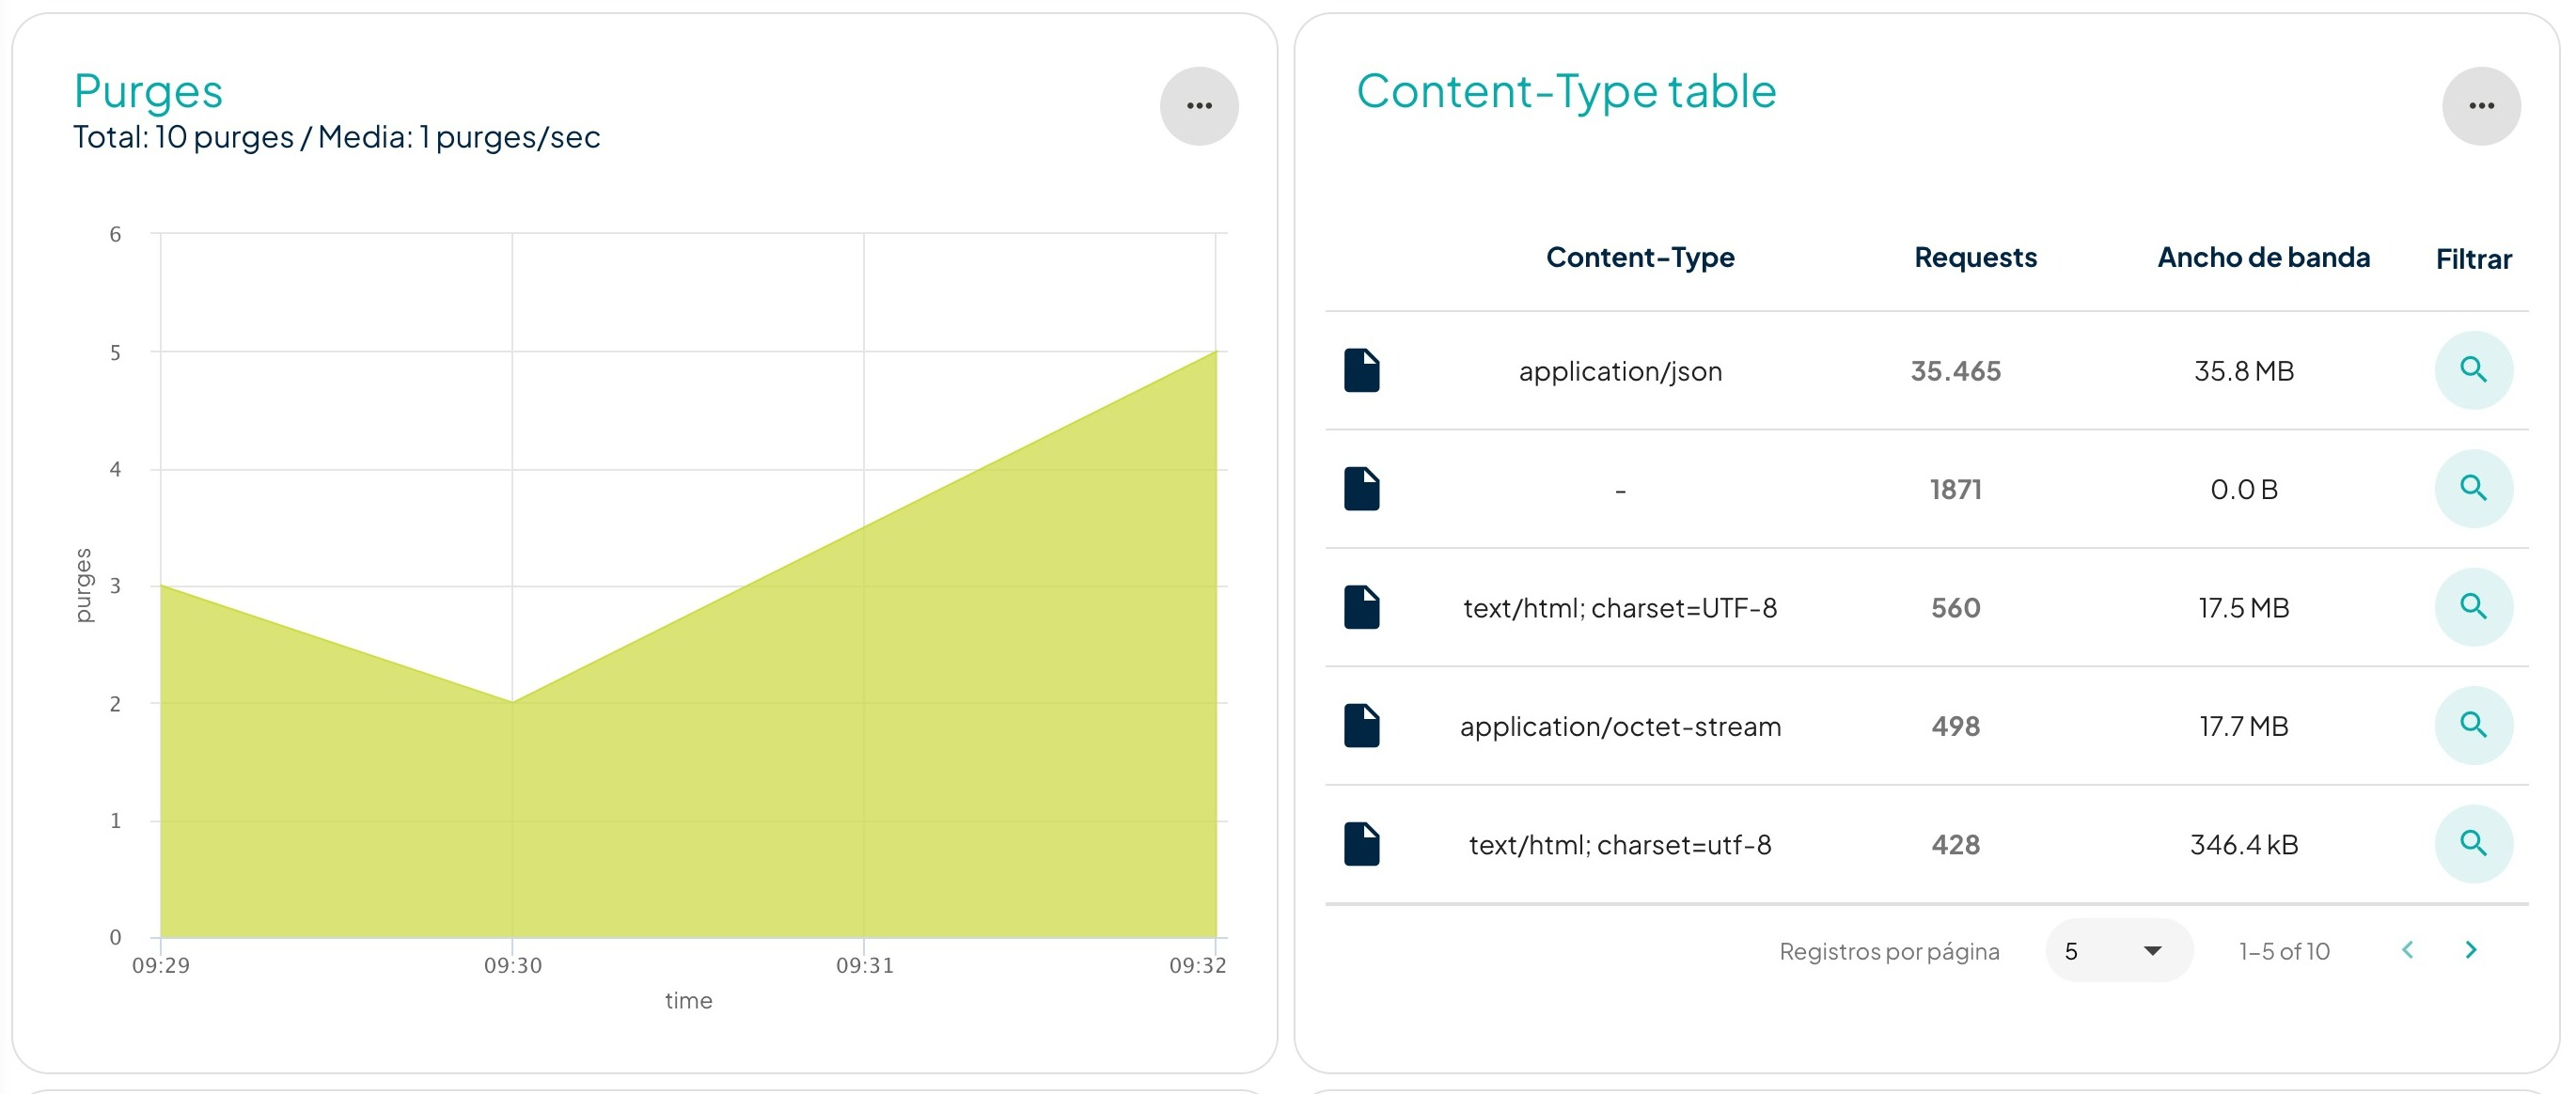 Purges
Total: 10 purges / Media: 1 purges/sec
6
5
4
3
2
1
0
purges
09:29 09:30 09:31 09:32
time
Content-Type table
Content-Type Requests Ancho de banda Filtrar
application/json 35.465 35.8 MB
- 1871 0.0 B
text/html; charset=UTF-8 560 17.5 MB
application/octet-stream 498 17.7 MB
text/html; charset=utf-8 428 346.4 kB
Registros por página 5 1-5 of 10